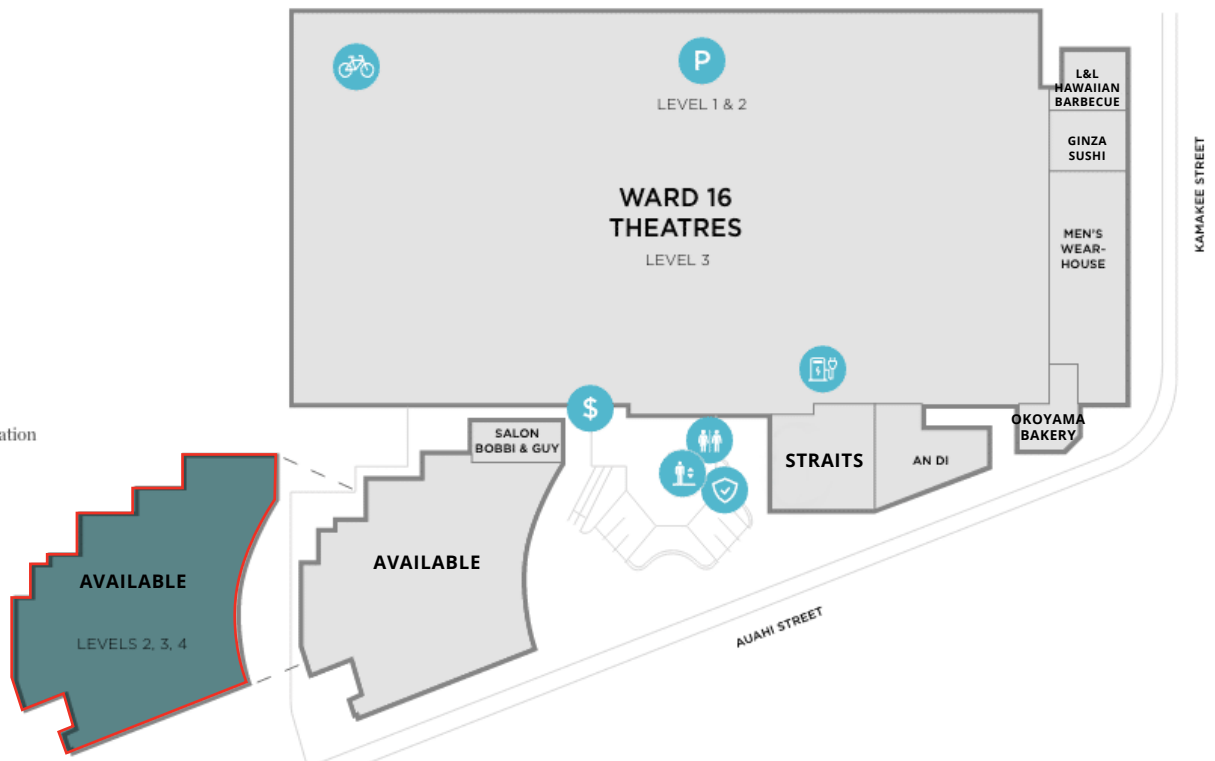 P
LEVEL 1 & 2
L&L
HAWAIIAN
BARBECUE
GINZA
SUSHI
KAMAKEE STREET
WARD 16
THEATRES
LEVEL 3
MEN'S
WEAR-
HOUSE
$
ation
SALON
BOBBI & GUY
STRAITS
AN DI
OKOYAMA
BAKERY
AVAILABLE
AVAILABLE
LEVELS 2, 3, 4
AUAHI STREET